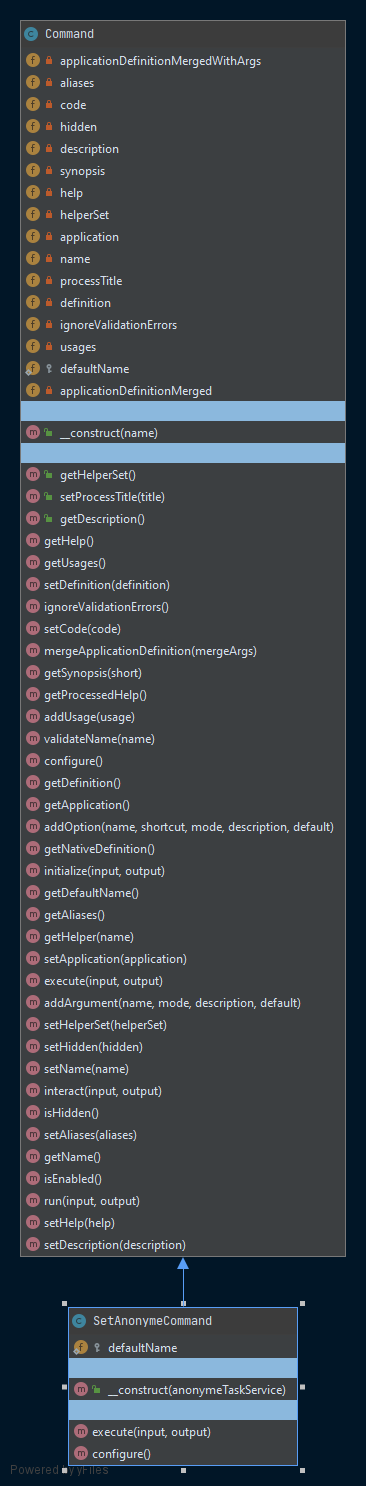 Command
applicationDefinitionMergedWithArgs
aliases
code
hidden
description
synopsis
help
helperSet
application
name
processTitle
definition
ignoreValidationErrors
usages
defaultName
applicationDefinitionMerged
__construct(name)
getHelperSet()
setProcessTitle(title)
getDescription()
getHelp()
getUsages()
setDefinition(definition)
ignoreValidationErrors()
setCode(code)
mergeApplicationDefinition(mergeArgs)
getSynopsis(short)
getProcessedHelp()
addUsage(usage)
validateName(name)
configure()
getDefinition()
getApplication()
addOption(name, shortcut, mode, description, default)
getNativeDefinition()
initialize(input, output)
getDefaultName()
getAliases()
getHelper(name)
setApplication(application)
execute(input, output)
addArgument(name, mode, description, default)
setHelperSet(helperSet)
setHidden(hidden)
setName(name)
interact(input, output)
isHidden()
setAliases(aliases)
getName()
isEnabled()
run(input, output)
setHelp(help)
setDescription(description)
SetAnonymeCommand
defaultName
__construct(anonymeTaskService)
execute(input, output)
configure()
Powered by yFiles